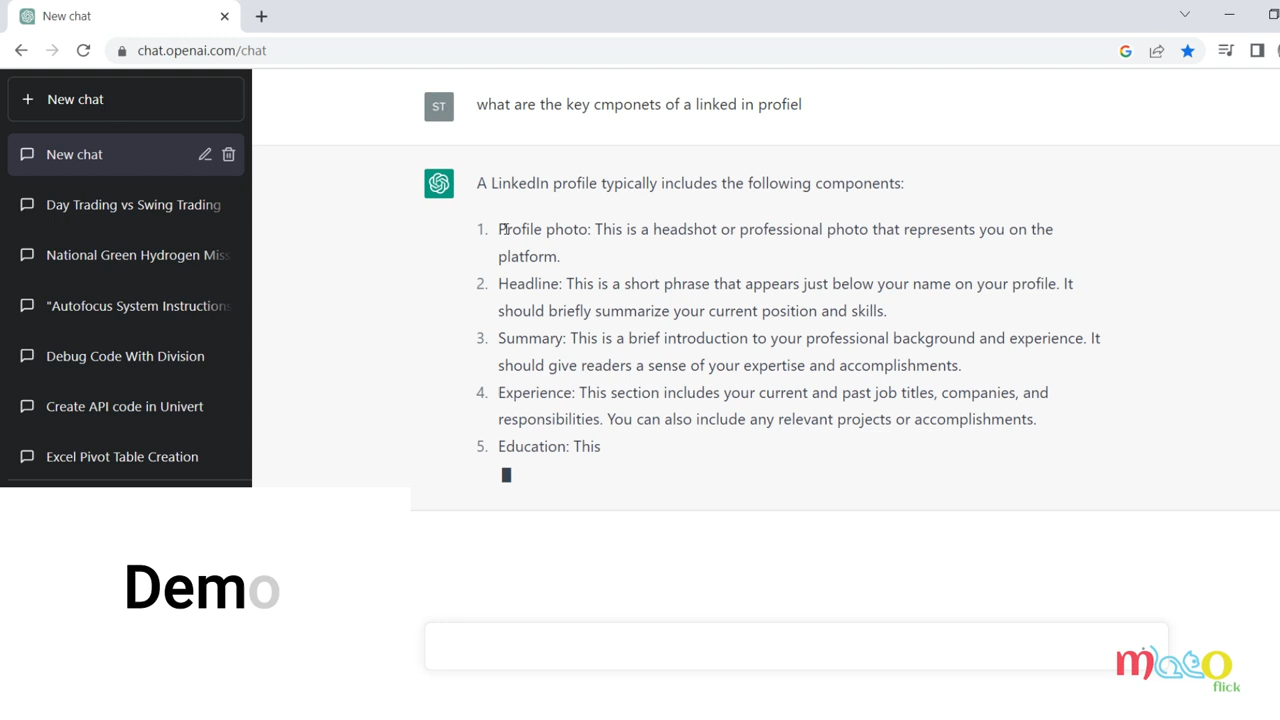 New chat
chat.openai.com/chat
New chat
New chat
Day Trading vs Swing Trading
National Green Hydrogen Miss
"Autofocus System Instructions
Debug Code With Division
Create API code in Univert
Excel Pivot Table Creation
ST
what are the key cmponets of a linked in profiel
A LinkedIn profile typically includes the following components:
1. Profile photo: This is a headshot or professional photo that represents you on the
platform.
2. Headline: This is a short phrase that appears just below your name on your profile. It
should briefly summarize your current position and skills.
3. Summary: This is a brief introduction to your professional background and experience. It
should give readers a sense of your expertise and accomplishments.
4. Experience: This section includes your current and past job titles, companies, and
responsibilities. You can also include any relevant projects or accomplishments.
5. Education: This
Demo
flick